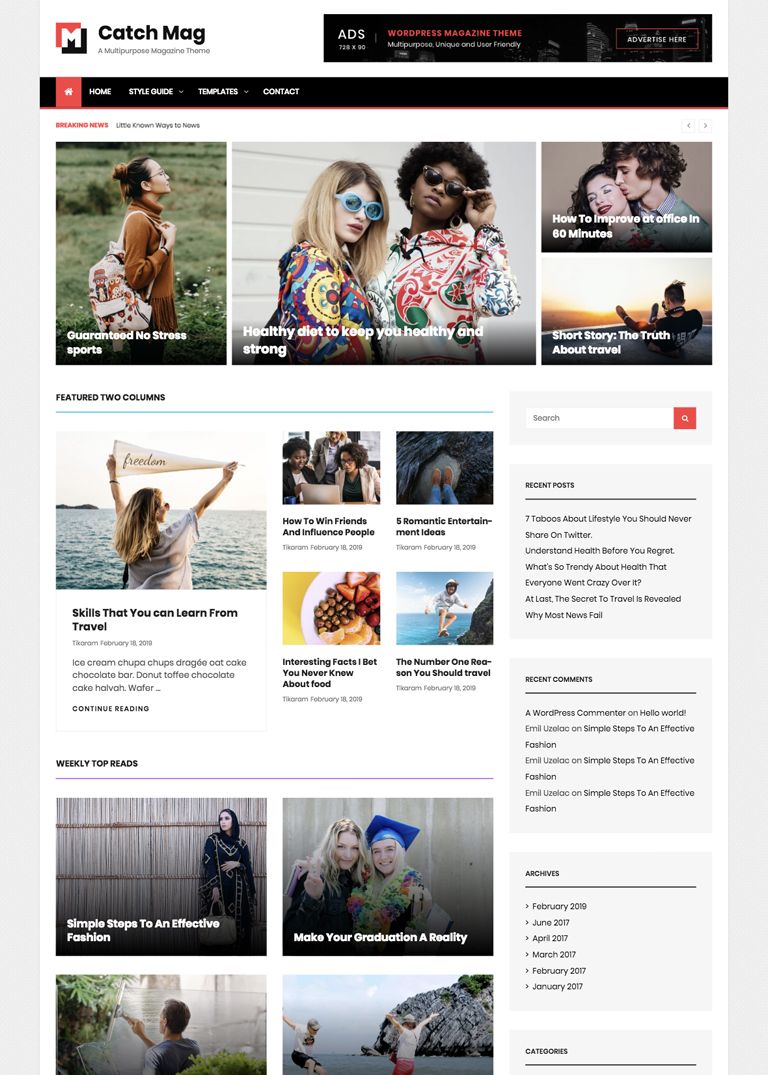 Catch Mag
A Multipurpose Magazine Theme
ADS
728 X 90
WORDPRESS MAGAZINE THEME
Multipurpose, Unique and User Friendly
ADVERTISE HERE
HOME
STYLE GUIDE
TEMPLATES
CONTACT
BREAKING NEWS
Little Known Ways to News
Guaranteed No Stress
sports
Healthy diet to keep you healthy and
strong
How To Improve at office In
60 Minutes
Short Story: The Truth
About travel
FEATURED TWO COLUMNS
freedom
Skills That You can Learn From
Travel
Tikaram February 18, 2019
Ice cream chupa chups dragée oat cake
chocolate bar. Donut toffee chocolate
cake halvah. Wafer ...
CONTINUE READING
How To Win Friends
And Influence People
Tikaram February 18, 2019
5 Romantic Entertain-
ment Ideas
Tikaram February 18, 2019
Interesting Facts I Bet
You Never Knew
About food
Tikaram February 18, 2019
The Number One Rea-
son You Should travel
Tikaram February 18, 2019
WEEKLY TOP READS
Simple Steps To An Effective
Fashion
Make Your Graduation A Reality
Search
RECENT POSTS
7 Taboos About Lifestyle You Should Never
Share On Twitter.
Understand Health Before You Regret.
What's So Trendy About Health That
Everyone Went Crazy Over It?
At Last, The Secret To Travel Is Revealed
Why Most News Fail
RECENT COMMENTS
A WordPress Commenter on Hello world!
Emil Uzelac on Simple Steps To An Effective
Fashion
Emil Uzelac on Simple Steps To An Effective
Fashion
Emil Uzelac on Simple Steps To An Effective
Fashion
ARCHIVES
> February 2019
> June 2017
> April 2017
> March 2017
> February 2017
> January 2017
CATEGORIES